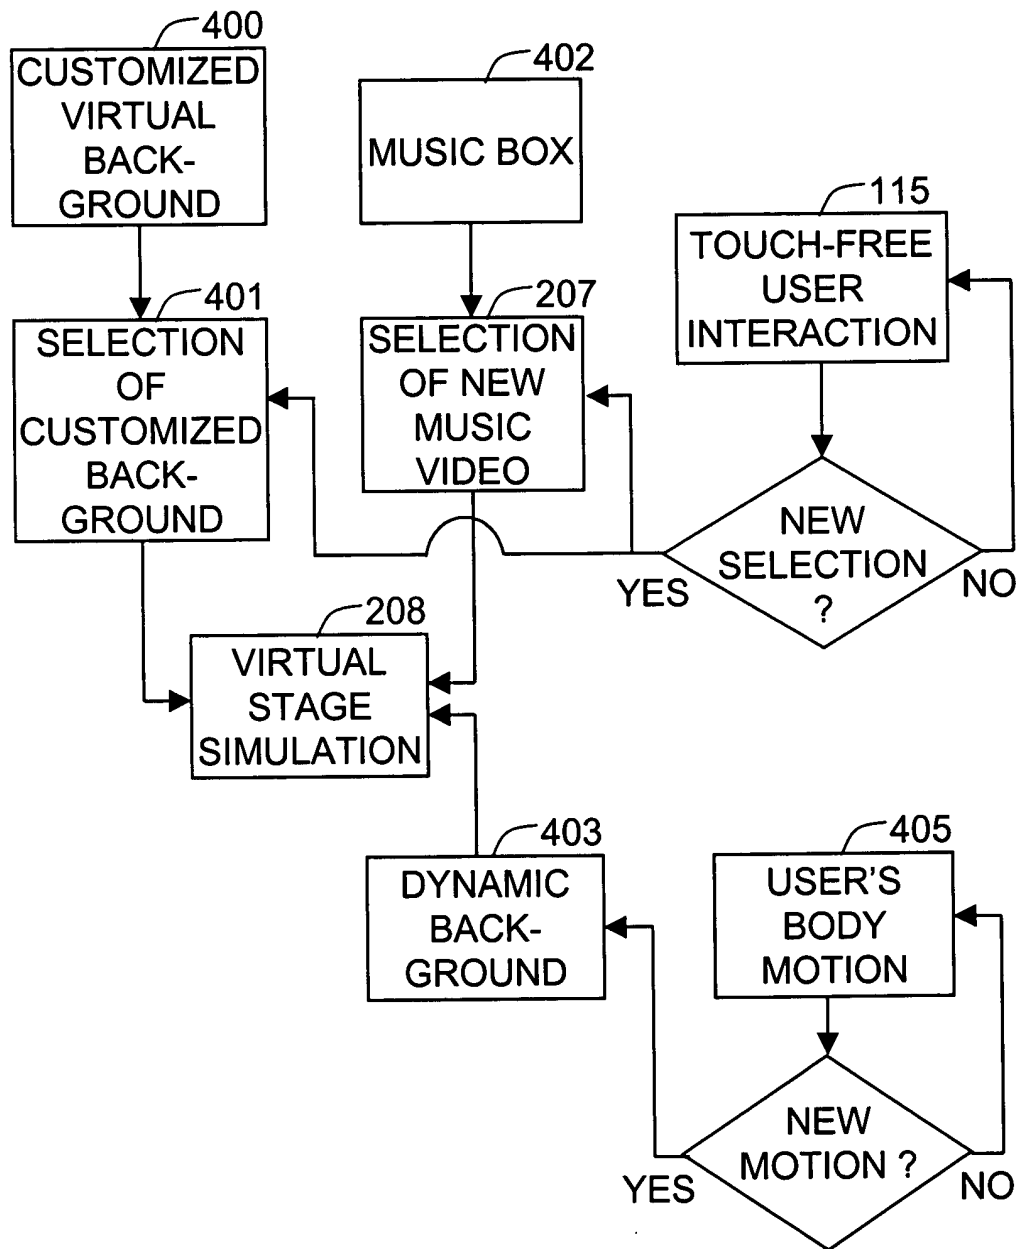 400
CUSTOMIZED
VIRTUAL
BACK-
GROUND
402
MUSIC BOX
115
TOUCH-FREE
USER
INTERACTION
401
SELECTION
OF
CUSTOMIZED
BACK-
GROUND
207
SELECTION
OF NEW
MUSIC
VIDEO
NEW
SELECTION
?
YES
NO
208
VIRTUAL
STAGE
SIMULATION
403
DYNAMIC
BACK-
GROUND
405
USER'S
BODY
MOTION
NEW
MOTION ?
YES
NO